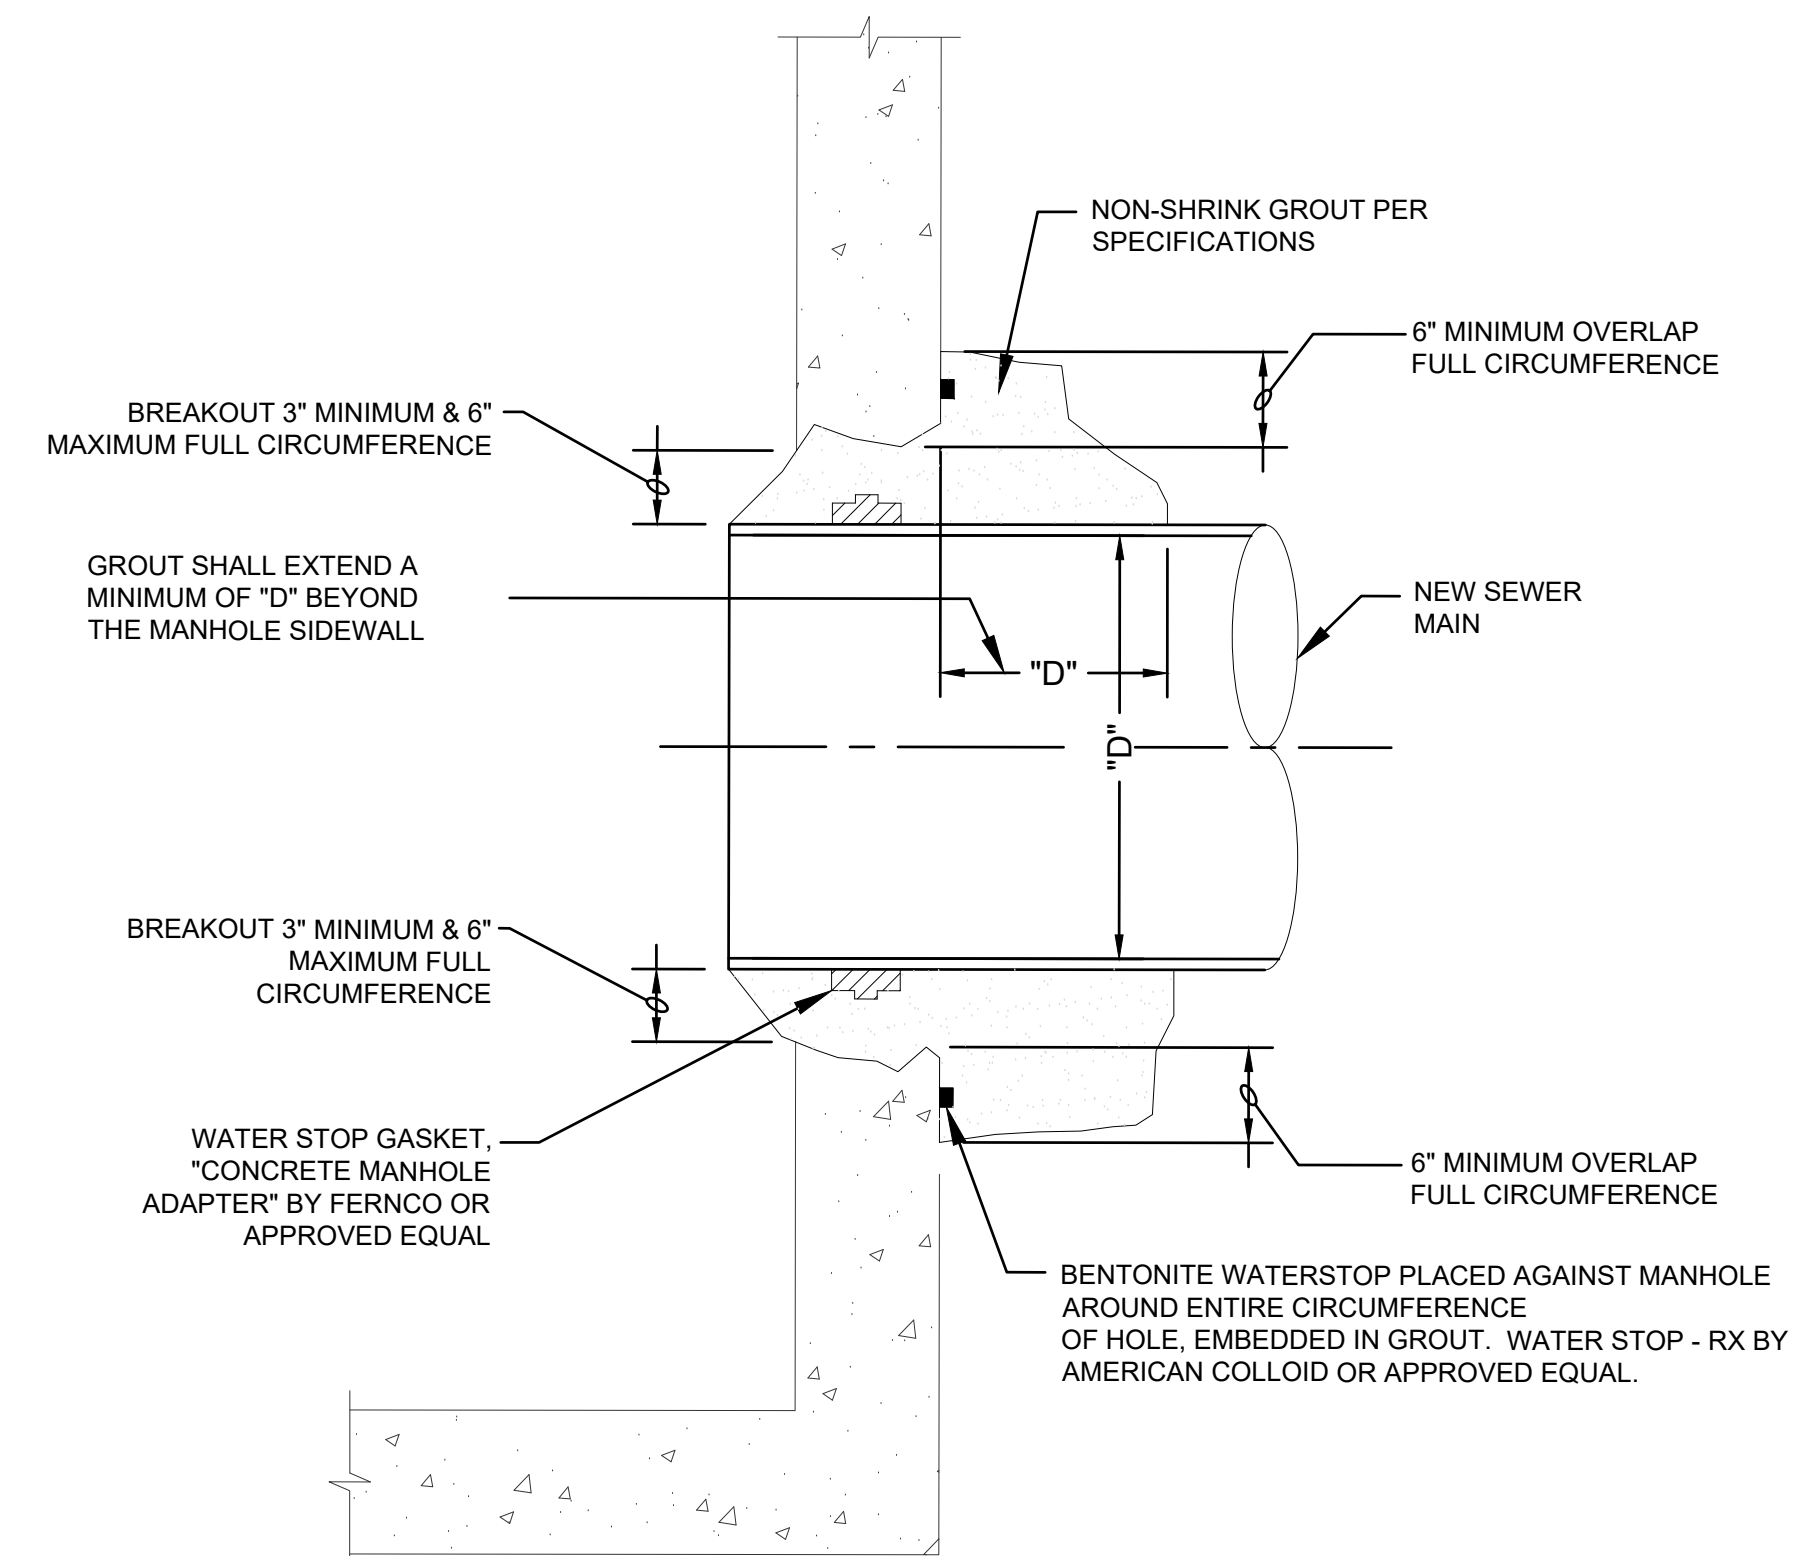 NON-SHRINK GROUT PER
SPECIFICATIONS
6" MINIMUM OVERLAP
FULL CIRCUMFERENCE
BREAKOUT 3" MINIMUM & 6"
MAXIMUM FULL CIRCUMFERENCE
GROUT SHALL EXTEND A
MINIMUM OF "D" BEYOND
THE MANHOLE SIDEWALL
NEW SEWER
MAIN
"D"
"D"
BREAKOUT 3" MINIMUM & 6"
MAXIMUM FULL
CIRCUMFERENCE
WATER STOP GASKET,
"CONCRETE MANHOLE
ADAPTER" BY FERNCO OR
APPROVED EQUAL
6" MINIMUM OVERLAP
FULL CIRCUMFERENCE
BENTONITE WATERSTOP PLACED AGAINST MANHOLE
AROUND ENTIRE CIRCUMFERENCE
OF HOLE, EMBEDDED IN GROUT.  WATER STOP - RX BY
AMERICAN COLLOID OR APPROVED EQUAL.